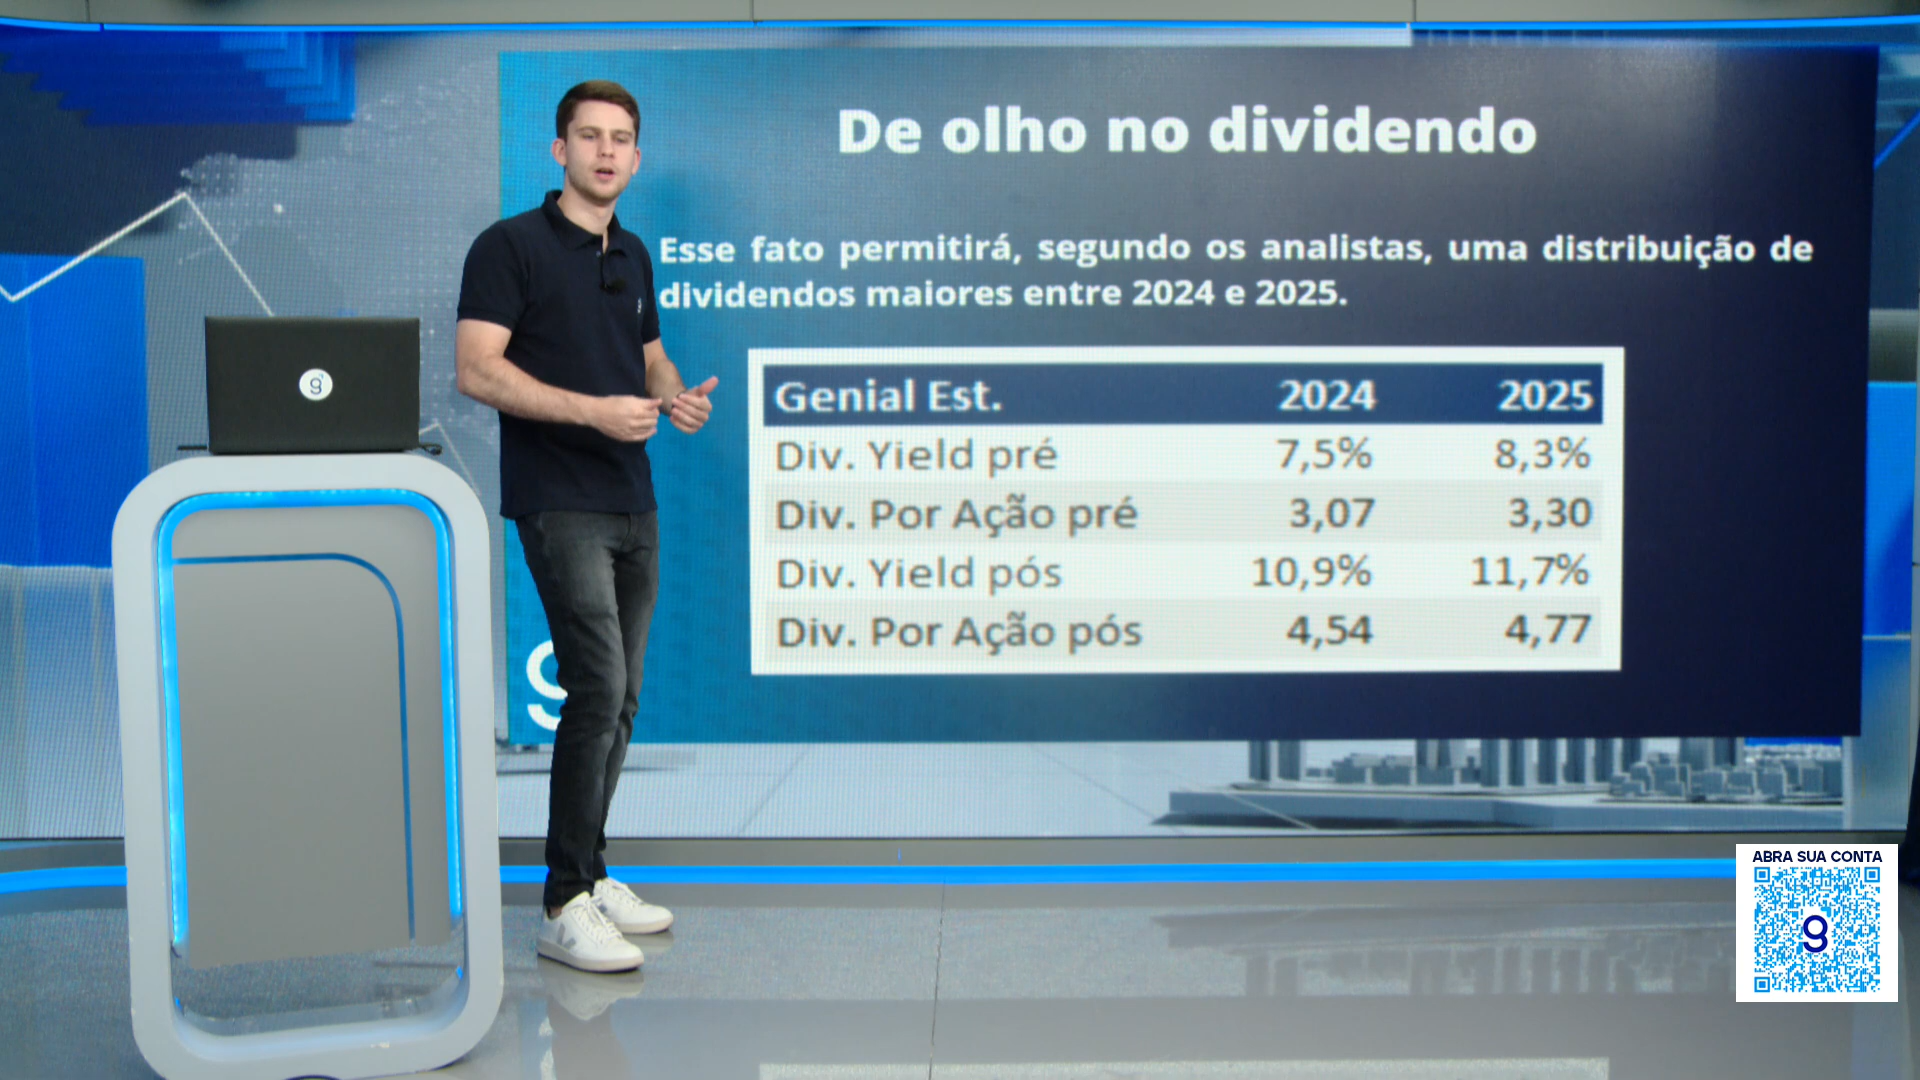 De olho no dividendo
Esse fato permitirá, segundo os analistas, uma distribuição de
dividendos maiores entre 2024 e 2025.
Genial Est. 2024 2025
Div. Yield pré 7,5% 8,3%
Div. Por Ação pré 3,07 3,30
Div. Yield pós 10,9% 11,7%
Div. Por Ação pós 4,54 4,77
g
g
ABRA SUA CONTA
g